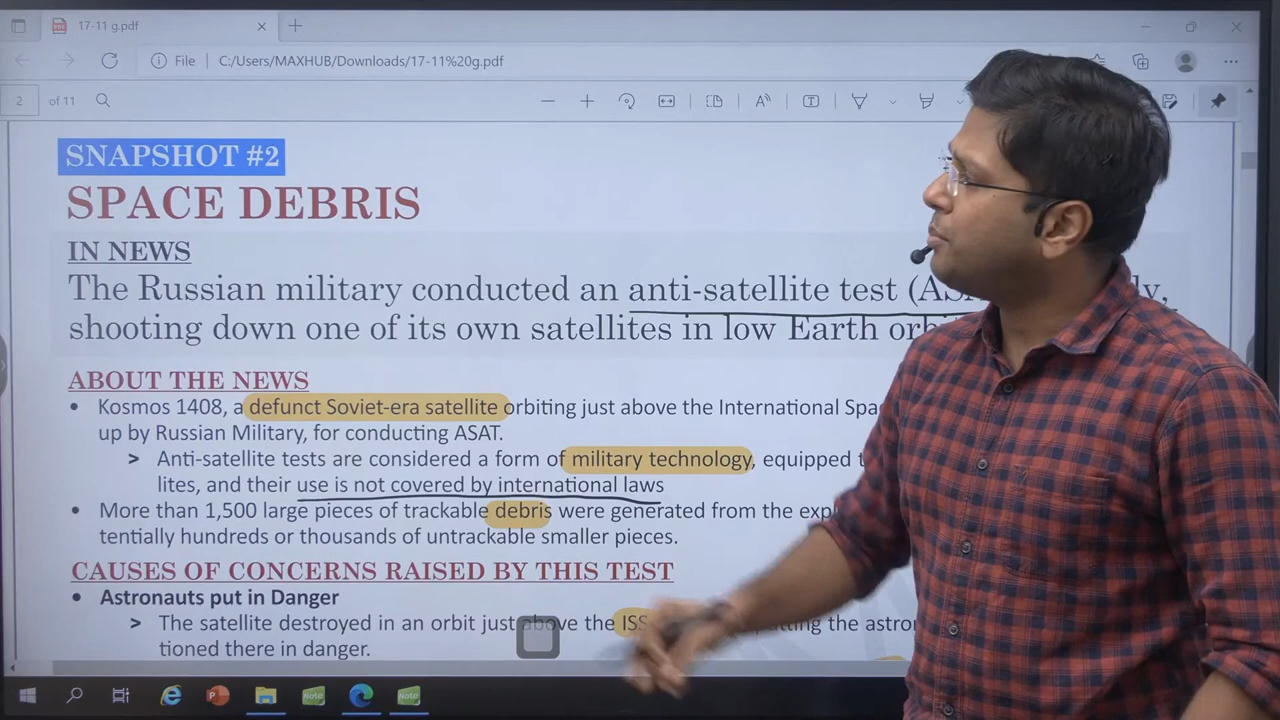 17-11 g.pdf
File
C:/Users/MAXHUB/Downloads/17-11%20g.pdf
2 of 11
SNAPSHOT #2
SPACE DEBRIS
IN NEWS
The Russian military conducted an anti-satellite test
shooting down one of its own satellites in low Earth
ABOUT THE NEWS
• Kosmos 1408, a defunct Soviet-era satellite orbiting just above the International
up by Russian Military, for conducting ASAT.
> Anti-satellite tests are considered a form of military technology, equipped
lites, and their use is not covered by international laws
• More than 1,500 large pieces of trackable debris were generated from the
tentially hundreds or thousands of untrackable smaller pieces.
CAUSES OF CONCERNS RAISED BY THIS TEST
• Astronauts put in Danger
> The satellite destroyed in an orbit just above the ISS
tioned there in danger.
Note
Note